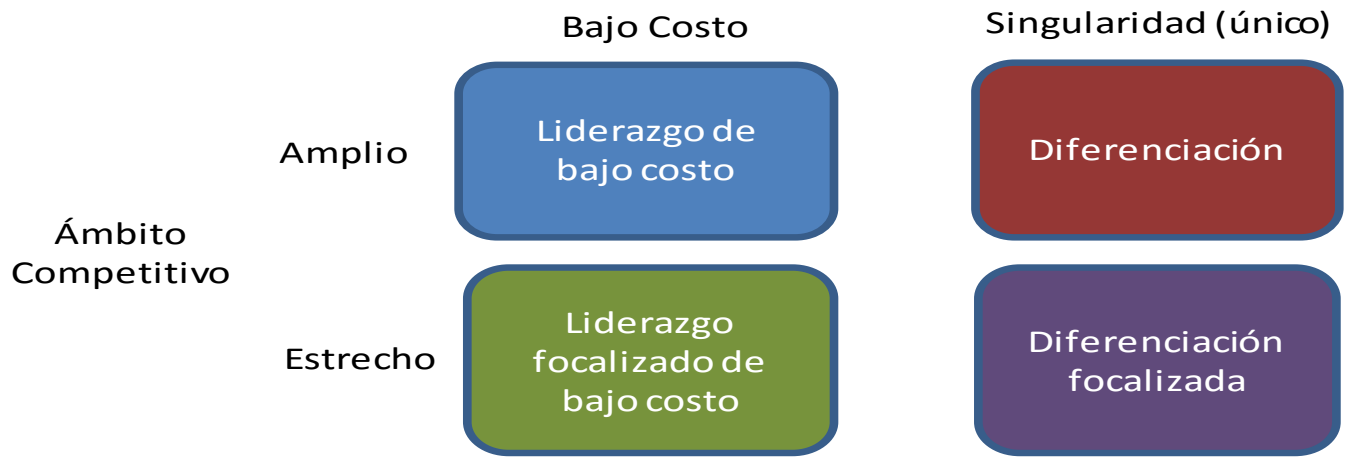 Bajo Costo
Singularidad (único)
Amplio
Liderazgo de
bajo costo
Diferenciación
Ámbito
Competitivo
Estrecho
Liderazgo
focalizado de
bajo costo
Diferenciación
focalizada